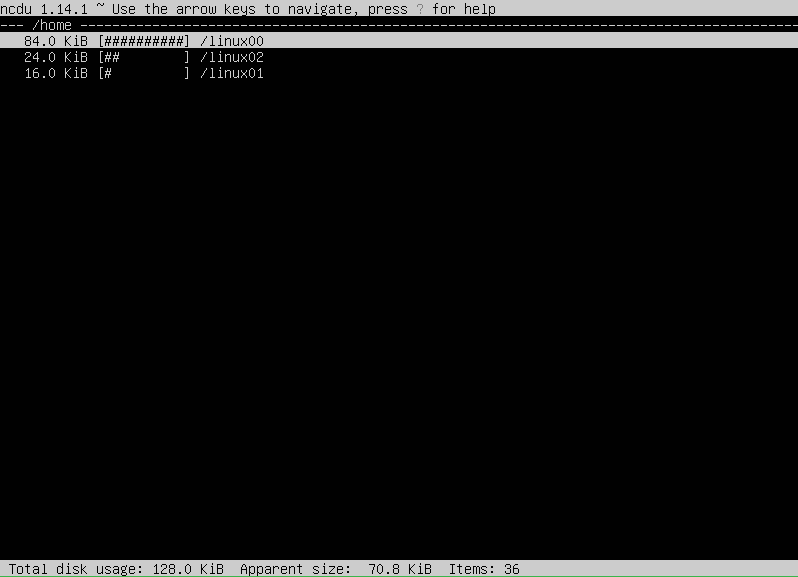 ncdu 1.14.1 ~ Use the arrow keys to navigate, press ? for help
--- /home ------------------------------------------------------------------------------------------
   84.0 KiB [##########] /linux00
   24.0 KiB [##        ] /linux02
   16.0 KiB [#         ] /linux01
 Total disk usage: 128.0 KiB  Apparent size:  70.8 KiB  Items: 36